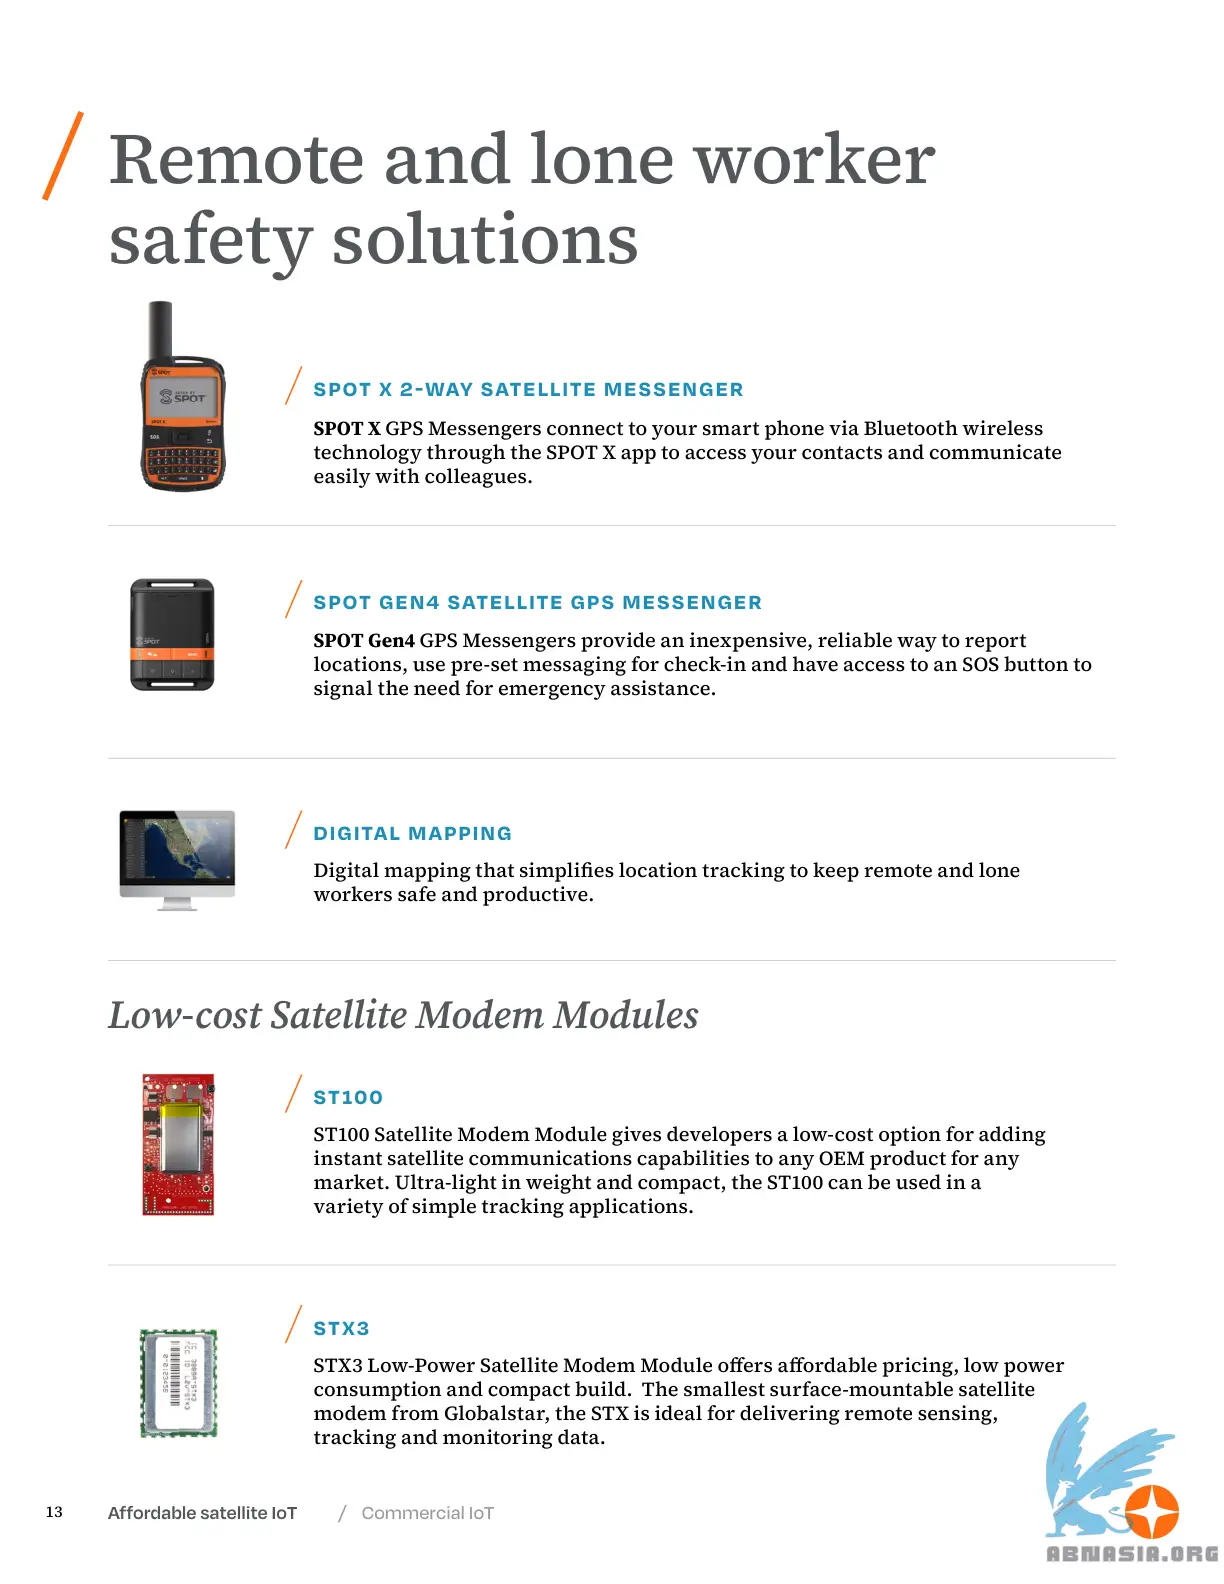 Remote and lone worker
safety solutions
SPOT
SPOT
SPOT X
SOS
SPOT X 2-WAY SATELLITE MESSENGER
SPOT X GPS Messengers connect to your smart phone via Bluetooth wireless
technology through the SPOT X app to access your contacts and communicate
easily with colleagues.
SPOT
SPOT GEN4 SATELLITE GPS MESSENGER
SPOT Gen4 GPS Messengers provide an inexpensive, reliable way to report
locations, use pre-set messaging for check-in and have access to an SOS button to
signal the need for emergency assistance.
DIGITAL MAPPING
Digital mapping that simplifies location tracking to keep remote and lone
workers safe and productive.
Low-cost Satellite Modem Modules
ST100
ST100 Satellite Modem Module gives developers a low-cost option for adding
instant satellite communications capabilities to any OEM product for any
market. Ultra-light in weight and compact, the ST100 can be used in a
variety of simple tracking applications.
STX3
STX3 Low-Power Satellite Modem Module offers affordable pricing, low power
consumption and compact build.  The smallest surface-mountable satellite
modem from Globalstar, the STX is ideal for delivering remote sensing,
tracking and monitoring data.
13 Affordable satellite IoT / Commercial IoT
ABNASIA.ORG